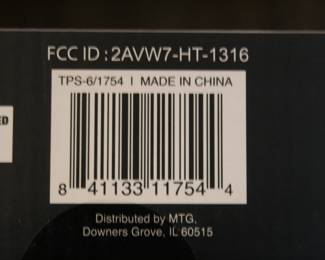 FCC ID : 2AVW7-HT-1316
TPS-6/1754 | MADE IN CHINA
ED
8 41133 11754 4
Distributed by MTG,
Downers Grove, IL 60515